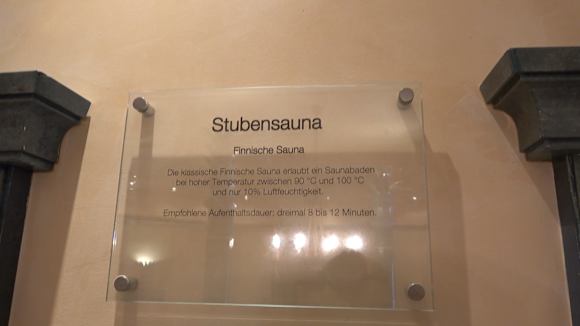 Stubensauna
Finnische Sauna
Die klassische Finnische Sauna erlaubt ein Saunabaden
bei hoher Temperatur zwischen 90 °C und 100 °C
und nur 10% Luftfeuchtigkeit.
Empfohlene Aufenthaltsdauer: dreimal 8 bis 12 Minuten.